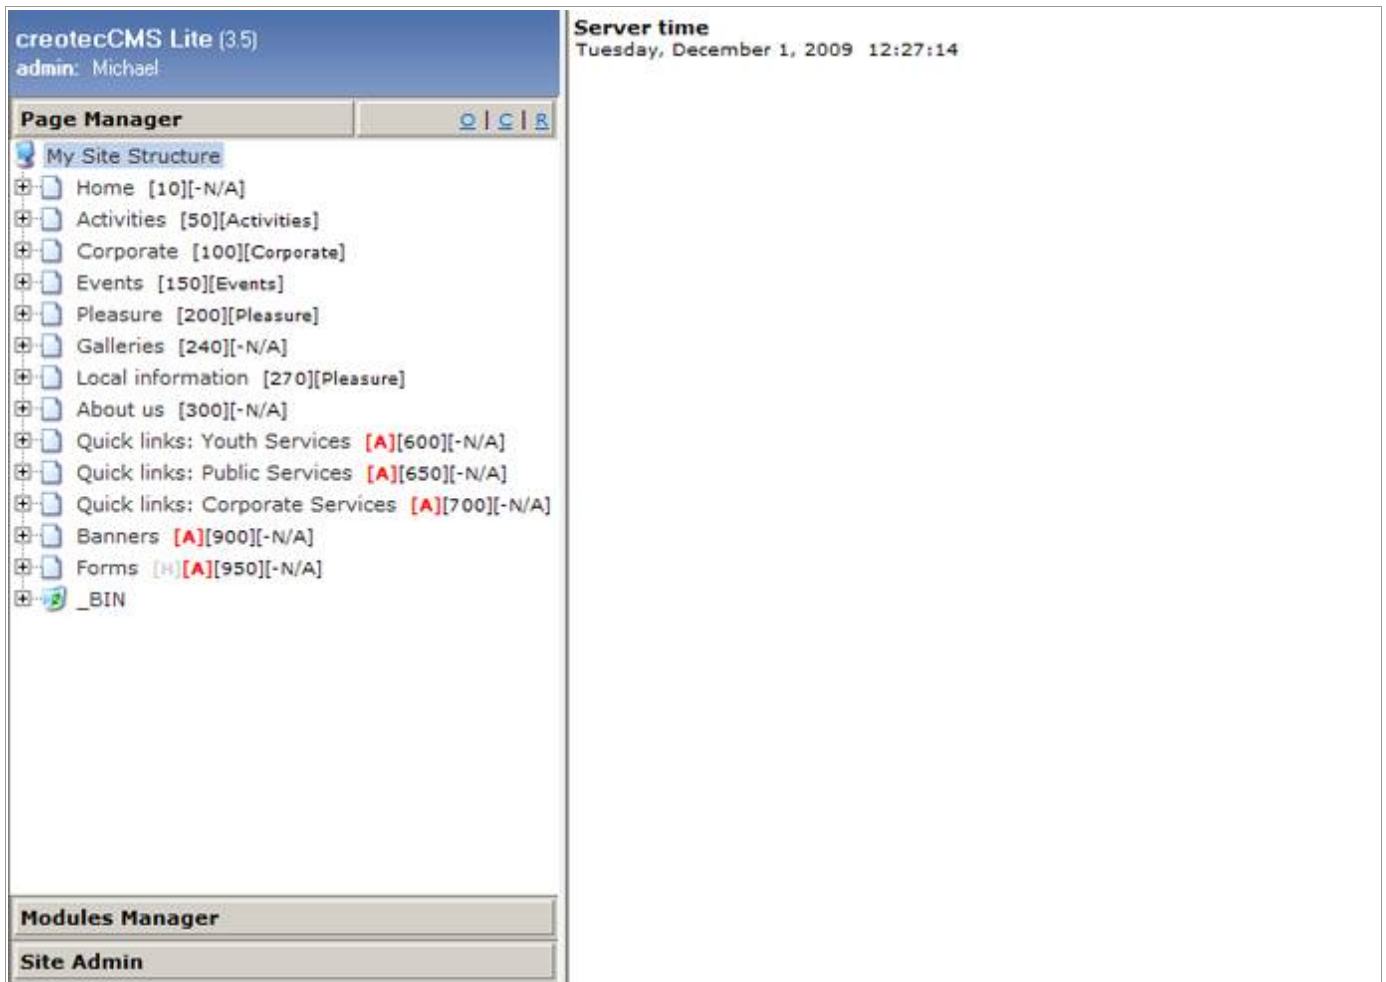 creotecCMS Lite (3.5)
admin: Michael
Page Manager O | C | R
My Site Structure
Home [10][-N/A]
Activities [50][Activities]
Corporate [100][Corporate]
Events [150][Events]
Pleasure [200][Pleasure]
Galleries [240][-N/A]
Local information [270][Pleasure]
About us [300][-N/A]
Quick links: Youth Services [A][600][-N/A]
Quick links: Public Services [A][650][-N/A]
Quick links: Corporate Services [A][700][-N/A]
Banners [A][900][-N/A]
Forms [H][A][950][-N/A]
_BIN
Modules Manager
Site Admin
Server time
Tuesday, December 1, 2009 12:27:14